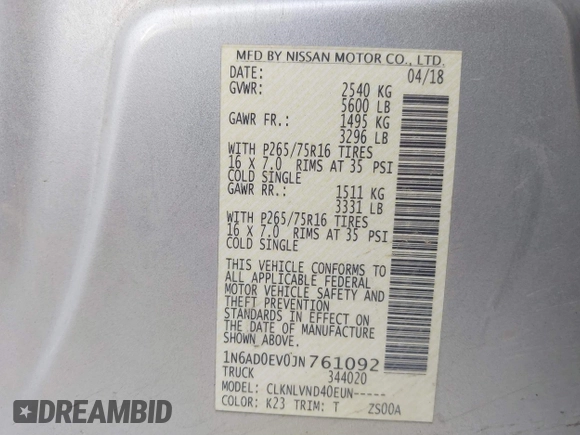 MFD BY NISSAN MOTOR CO., LTD.
DATE: 04/18
GVWR: 2540 KG
5600 LB
GAWR FR.: 1495 KG
3296 LB
WITH P265/75R16 TIRES
16 X 7.0 RIMS AT 35 PSI
COLD SINGLE
GAWR RR.: 1511 KG
3331 LB
WITH P265/75R16 TIRES
16 X 7.0 RIMS AT 35 PSI
COLD SINGLE
THIS VEHICLE CONFORMS TO
ALL APPLICABLE FEDERAL
MOTOR VEHICLE SAFETY AND
THEFT PREVENTION
STANDARDS IN EFFECT ON
THE DATE OF MANUFACTURE
SHOWN ABOVE.
1N6AD0EV0JN761092
TRUCK 344020
MODEL: CLKNLVND40EUN-----
COLOR: K23 TRIM: T ZS00A
DREAMBID